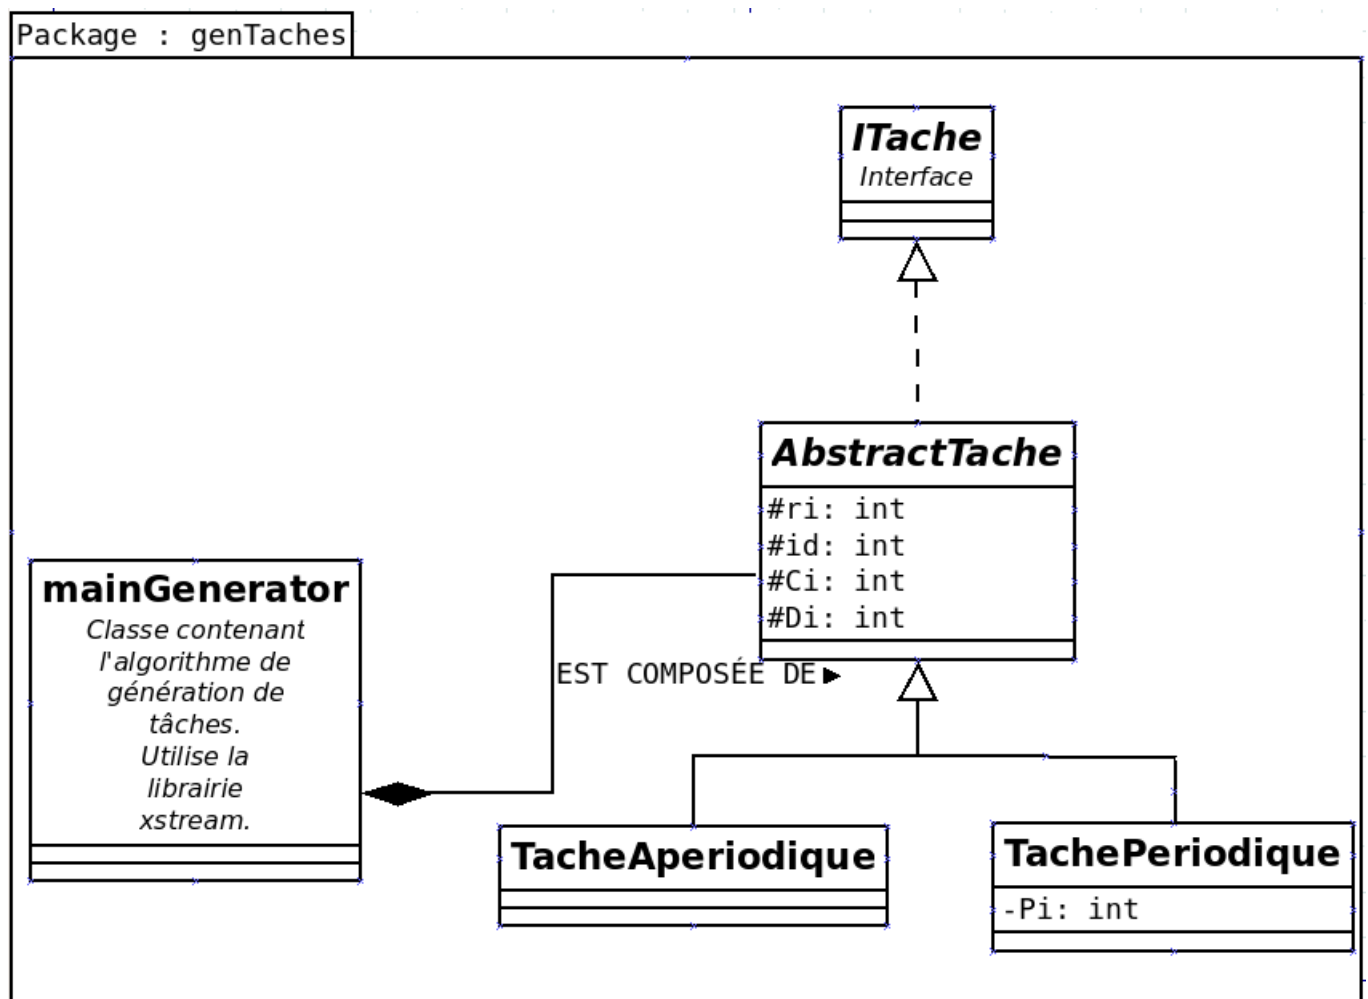 Package : genTaches
ITache
Interface
AbstractTache
#ri: int
#id: int
#Ci: int
#Di: int
mainGenerator
Classe contenant
l'algorithme de
génération de
tâches.
Utilise la
librairie
xstream.
EST COMPOSÉE DE
TacheAperiodique
TachePeriodique
-Pi: int